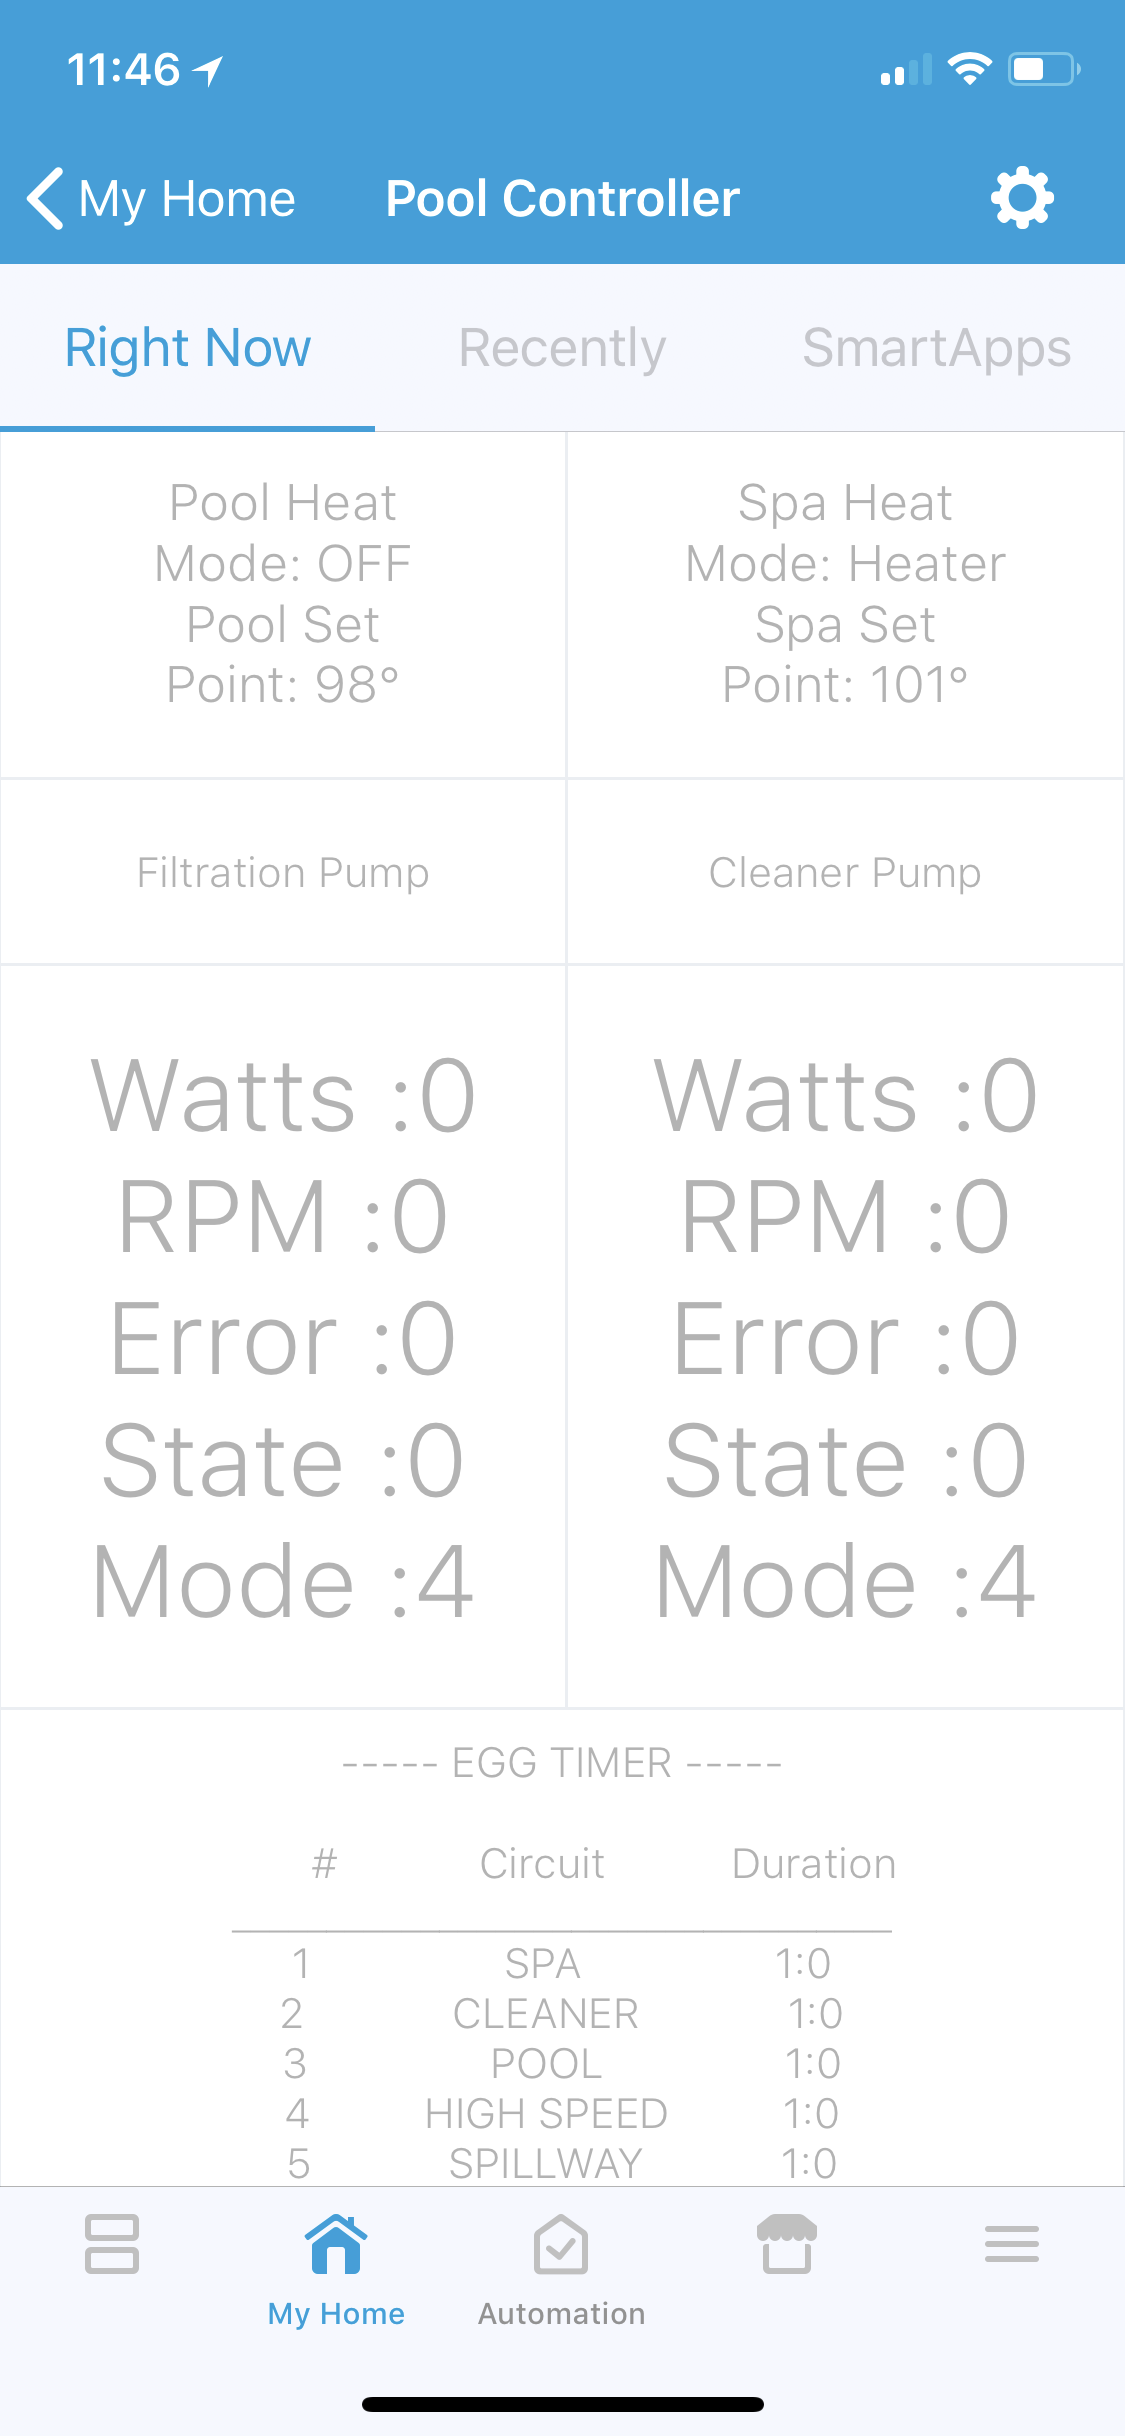 11:46
My Home Pool Controller
Right Now Recently SmartApps
Pool Heat
Mode: OFF
Pool Set
Point: 98°
Spa Heat
Mode: Heater
Spa Set
Point: 101°
Filtration Pump Cleaner Pump
Watts :0
RPM :0
Error :0
State :0
Mode :4
Watts :0
RPM :0
Error :0
State :0
Mode :4
----- EGG TIMER -----
# Circuit Duration
1 SPA 1:0
2 CLEANER 1:0
3 POOL 1:0
4 HIGH SPEED 1:0
5 SPILLWAY 1:0
My Home Automation